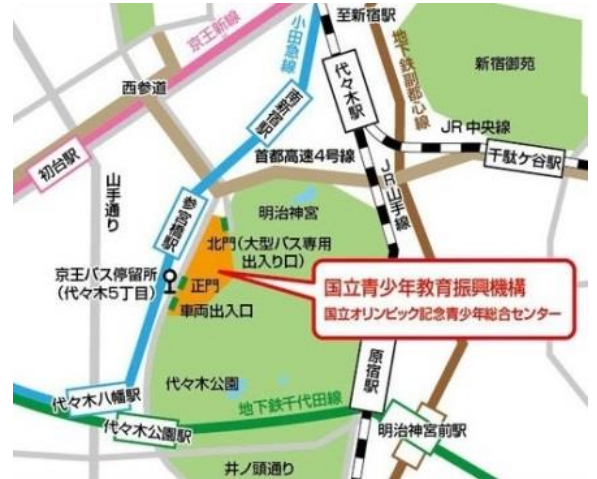 至新宿駅
京王新線
小田急線
地下鉄副都心線
新宿御苑
西参道
南新宿駅
代々木駅
JR中央線
初台駅
首都高速4号線
千駄ケ谷駅
山手通り
参宮橋駅
明治神宮
JR山手線
北門(大型バス専用
出入り口)
京王バス停留所
(代々木5丁目)
正門
車両出入口
国立青少年教育振興機構
国立オリンピック記念青少年総合センター
原宿駅
代々木公園
代々木八幡駅
地下鉄千代田線
代々木公園駅
明治神宮前駅
井ノ頭通り